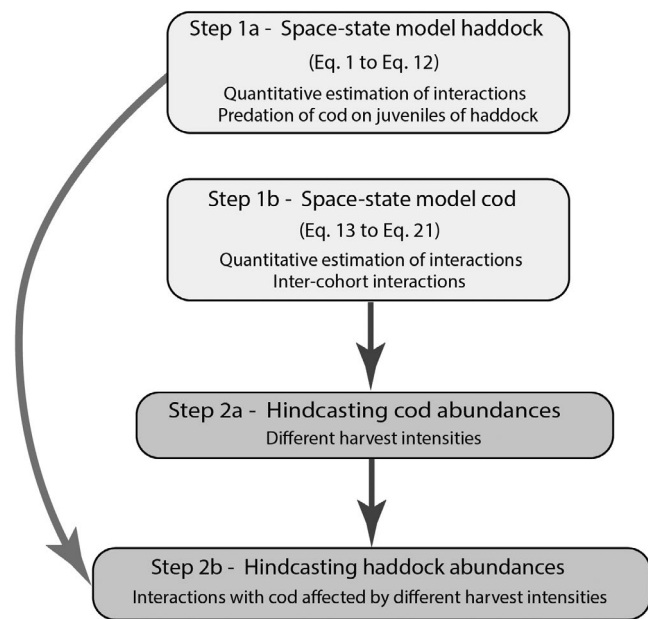 Step 1a - Space-state model haddock
(Eq. 1 to Eq. 12)
Quantitative estimation of interactions
Predation of cod on juveniles of haddock
Step 1b - Space-state model cod
(Eq. 13 to Eq. 21)
Quantitative estimation of interactions
Inter-cohort interactions
Step 2a - Hindcasting cod abundances
Different harvest intensities
Step 2b - Hindcasting haddock abundances
Interactions with cod affected by different harvest intensities